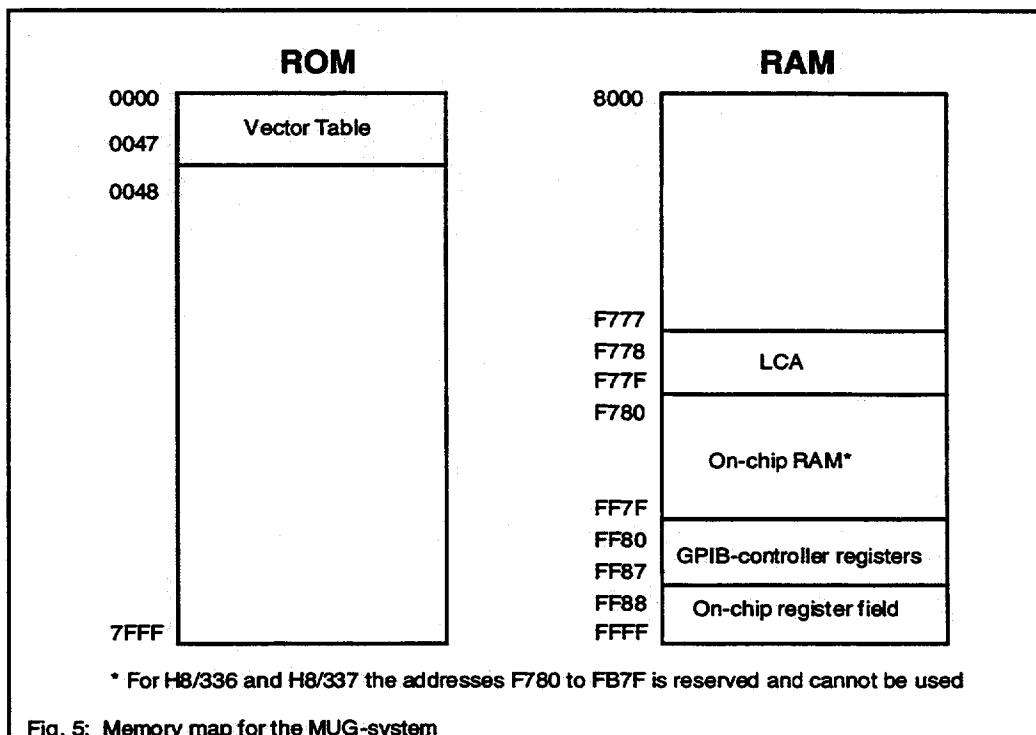 ROM
0000
Vector Table
0047
0048
7FFF
RAM
8000
F777
F778
LCA
F77F
F780
On-chip RAM*
FF7F
FF80
GPIB-controller registers
FF87
FF88
On-chip register field
FFFF
* For H8/336 and H8/337 the addresses F780 to FB7F is reserved and cannot be used
Fig. 5: Memory map for the MUG-system